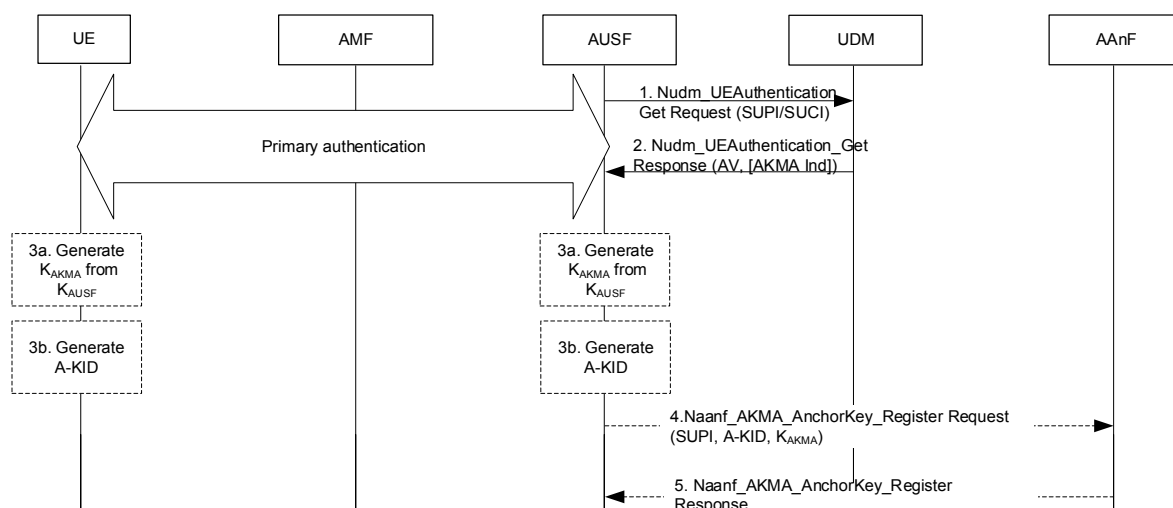 UE
AMF
AUSF
UDM
AAnF
1. Nudm_UEAuthentication
Get Request (SUPI/SUCI)
Primary authentication
2. Nudm_UEAuthentication_Get
Response (AV, [AKMA Ind])
3a. Generate
KAKMA from
KAUSF
3a. Generate
KAKMA from
KAUSF
3b. Generate
A-KID
3b. Generate
A-KID
4.Naanf_AKMA_AnchorKey_Register Request
(SUPI, A-KID, KAKMA)
5. Naanf_AKMA_AnchorKey_Register
Response